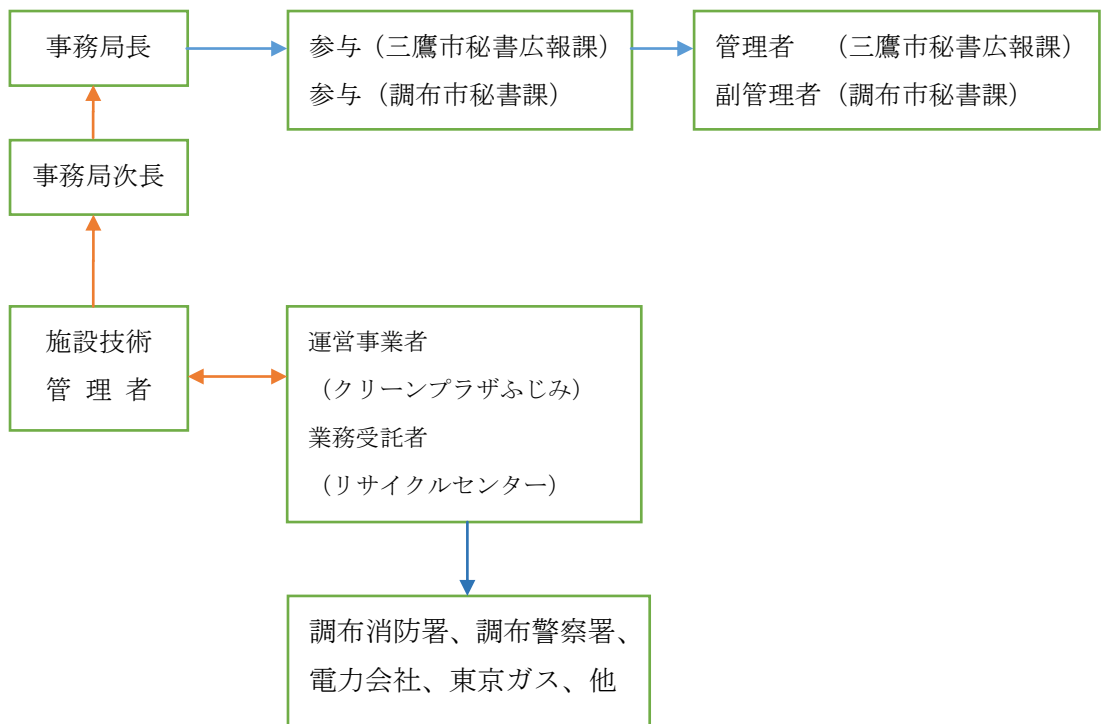 事務局長
参与(三鷹市秘書広報課)
参与(調布市秘書課)
管理者 (三鷹市秘書広報課)
副管理者(調布市秘書課)
事務局次長
施設技術
管 理 者
運営事業者
(クリーンプラザふじみ)
業務受託者
(リサイクルセンター)
調布消防署、調布警察署、
電力会社、東京ガス、他